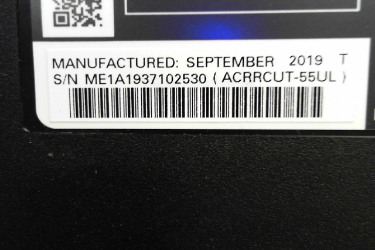 MANUFACTURED: SEPTEMBER 2019 T
S/N ME1A1937102530 ( ACRRCUT-55UL )